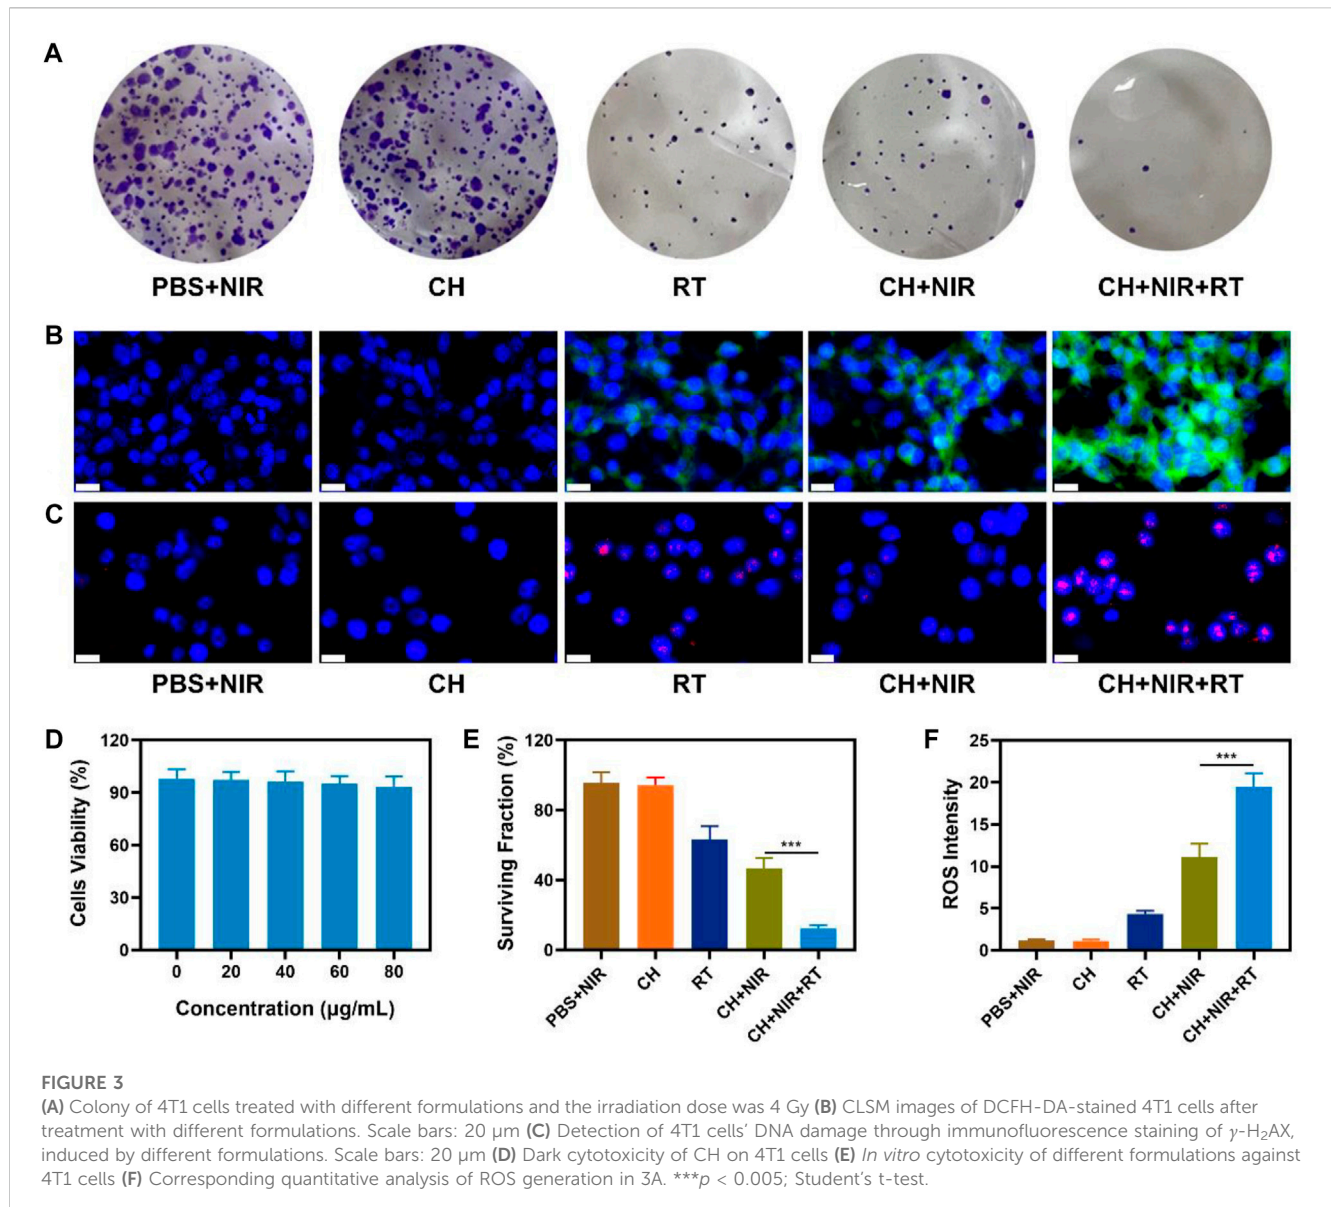 A
PBS+NIR
CH
RT
CH+NIR
CH+NIR+RT
B
C
PBS+NIR
CH
RT
CH+NIR
CH+NIR+RT
D
Cells Viability (%)
120
90
60
30
0
0 20 40 60 80
Concentration (µg/mL)
E
Surviving Fraction (%)
120
80
40
0
***
PBS+NIR
CH
RT
CH+NIR
CH+NIR+RT
F
ROS Intensity
25
20
15
10
5
0
***
PBS+NIR
CH
RT
CH+NIR
CH+NIR+RT
FIGURE 3
(A) Colony of 4T1 cells treated with different formulations and the irradiation dose was 4 Gy (B) CLSM images of DCFH-DA-stained 4T1 cells after
treatment with different formulations. Scale bars: 20 µm (C) Detection of 4T1 cells' DNA damage through immunofluorescence staining of γ-H₂AX,
induced by different formulations. Scale bars: 20 µm (D) Dark cytotoxicity of CH on 4T1 cells (E) In vitro cytotoxicity of different formulations against
4T1 cells (F) Corresponding quantitative analysis of ROS generation in 3A. ***p < 0.005; Student's t-test.